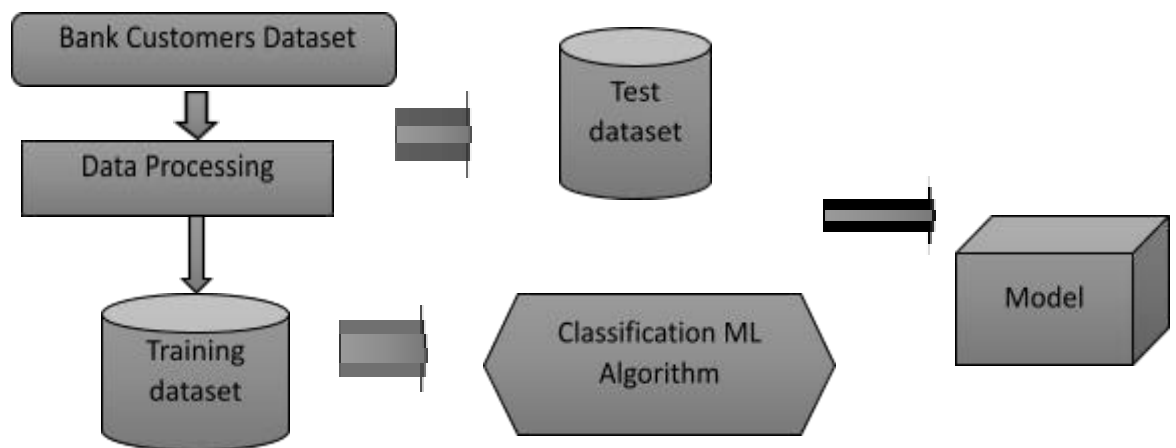 Bank Customers Dataset
Data Processing
Training
dataset
Test
dataset
Classification ML
Algorithm
Model